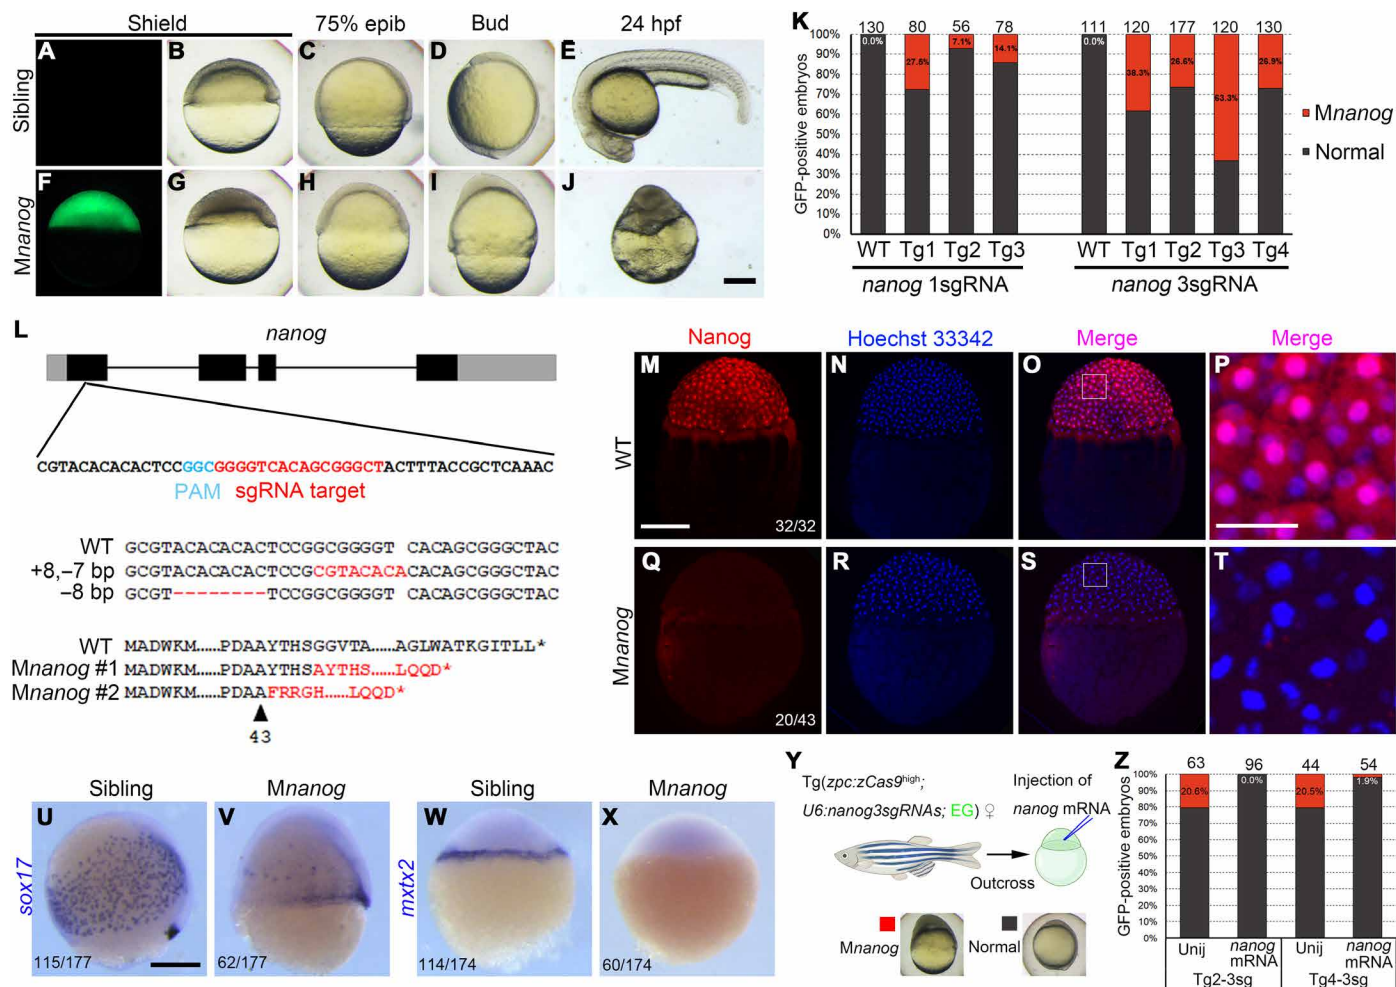 Shield
75% epib
Bud
24 hpf
Sibling
A
B
C
D
E
Mnanog
F
G
H
I
J
K
GFP-positive embryos
100%
90%
80%
70%
60%
50%
40%
30%
20%
10%
0%
130
80
56
78
111
120
177
120
130
0.0%
27.5%
7.1%
14.1%
0.0%
38.3%
26.6%
63.3%
26.9%
Mnanog
Normal
WT Tg1 Tg2 Tg3
WT Tg1 Tg2 Tg3 Tg4
nanog 1sgRNA
nanog 3sgRNA
L
nanog
CGTACACACACTCCGGCGGGGTCACAGCGGGCTACTTTACCGCTCAAAC
PAM sgRNA target
WT GCGTACACACACTCCGGCGGGGT CACAGCGGGCTAC
+8,−7 bp GCGTACACACACTCCGCGTACACACACAGCGGGCTAC
−8 bp GCGT--------TCCGGCGGGGT CACAGCGGGCTAC
WT MADWKM......PDAAYTHSGGVTA......AGLWATKGITLL*
Mnanog #1 MADWKM......PDAAYTHSAYTHS......LQQD*
Mnanog #2 MADWKM......PDAAFRRGH......LQQD*
43
Nanog
Hoechst 33342
Merge
Merge
WT
M
N
O
P
32/32
Mnanog
Q
R
S
T
20/43
Sibling
Mnanog
Sibling
Mnanog
sox17
U
115/177
V
62/177
mxtx2
W
114/174
X
60/174
Y
Tg(zpc:zCas9high;
U6:nanog3sgRNAs; EG) ♀
Injection of
nanog mRNA
Outcross
Mnanog
Normal
Z
GFP-positive embryos
100%
90%
80%
70%
60%
50%
40%
30%
20%
10%
0%
63
96
44
54
20.6%
0.0%
20.5%
1.9%
Unij
nanog
mRNA
Unij
nanog
mRNA
Tg2-3sg
Tg4-3sg